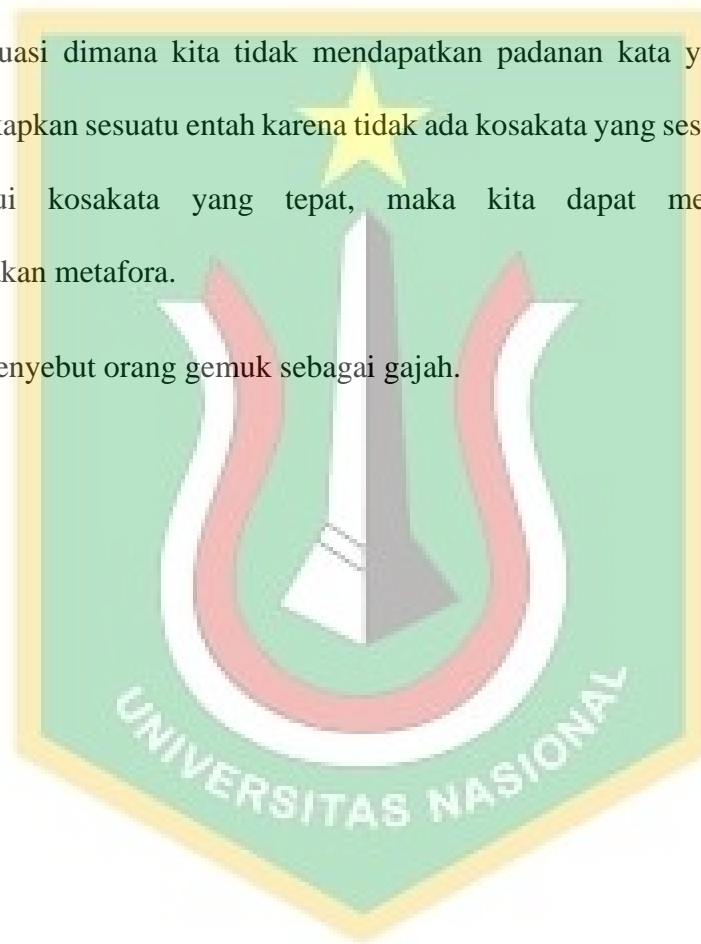 uasi dimana kita tidak mendapatkan padanan kata y
apkan sesuatu entah karena tidak ada kosakata yang ses
ui kosakata yang tepat, maka kita dapat me
kan metafora.
enyebut orang gemuk sebagai gajah.
UNIVERSITAS NASIONAL